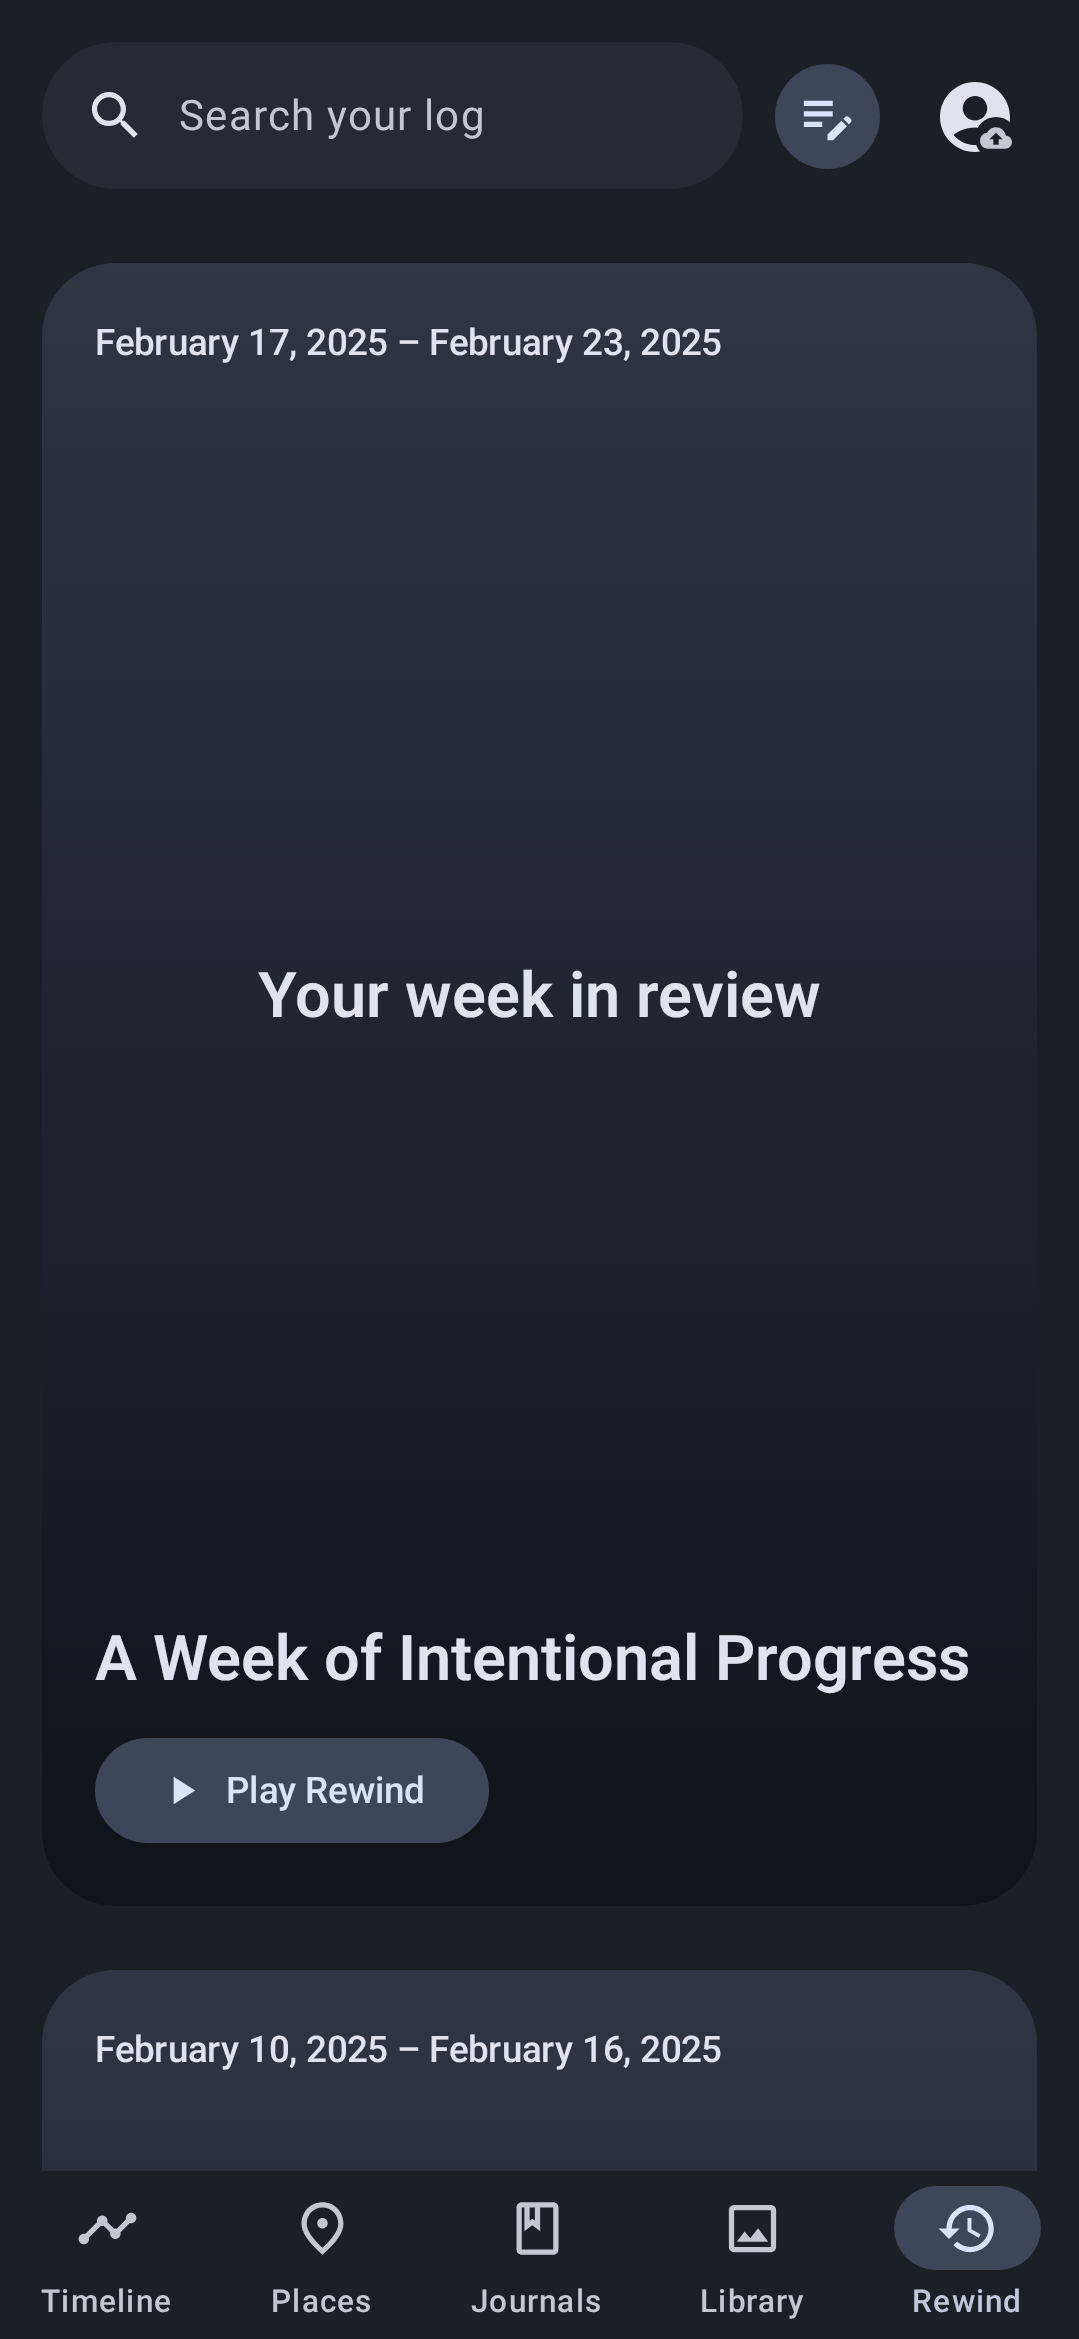 Search your log
February 17, 2025 – February 23, 2025
Your week in review
A Week of Intentional Progress
Play Rewind
February 10, 2025 – February 16, 2025
Timeline
Places
Journals
Library
Rewind